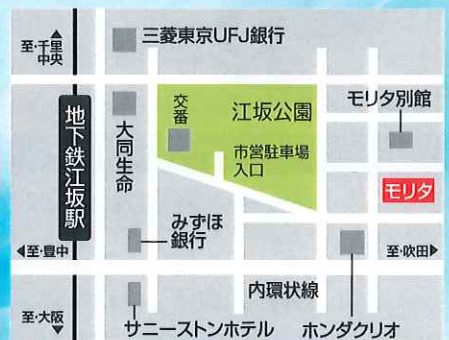 至・千里
中央
三菱東京UFJ銀行
地下鉄江坂駅
大同生命
交番
江坂公園
市営駐車場
入口
モリタ別館
モリタ
みずほ
銀行
至・豊中
至・吹田
内環状線
至・大阪
サニーストンホテル
ホンダクリオ